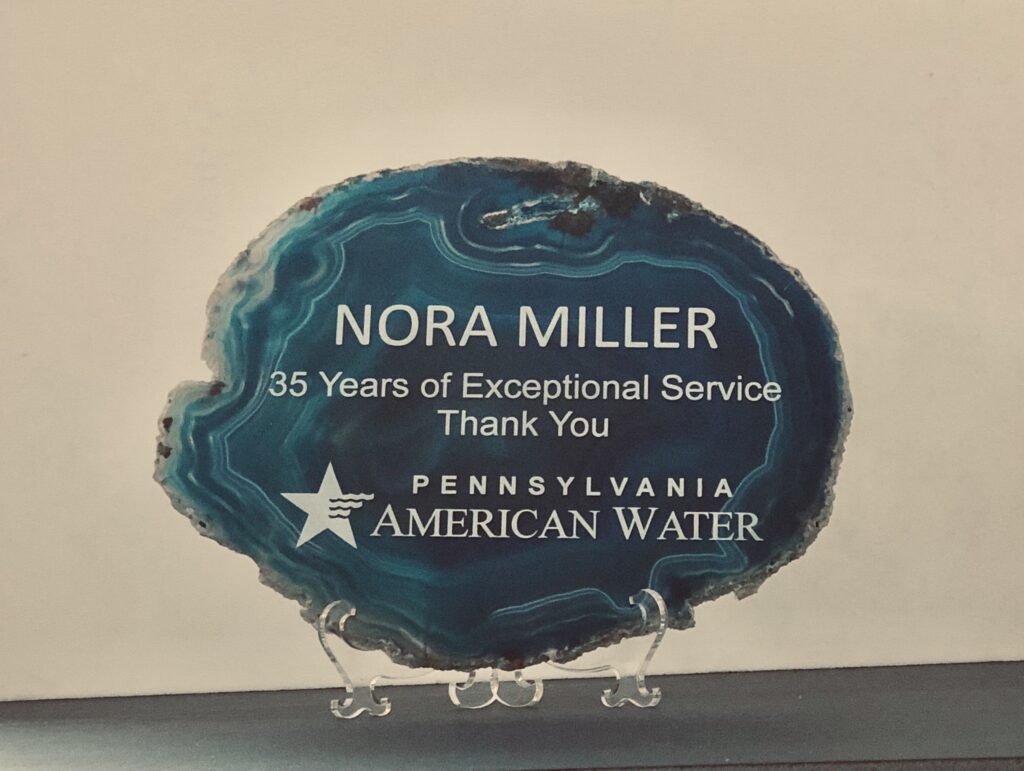 NORA MILLER
35 Years of Exceptional Service
Thank You
PENNSYLVANIA
AMERICAN WATER